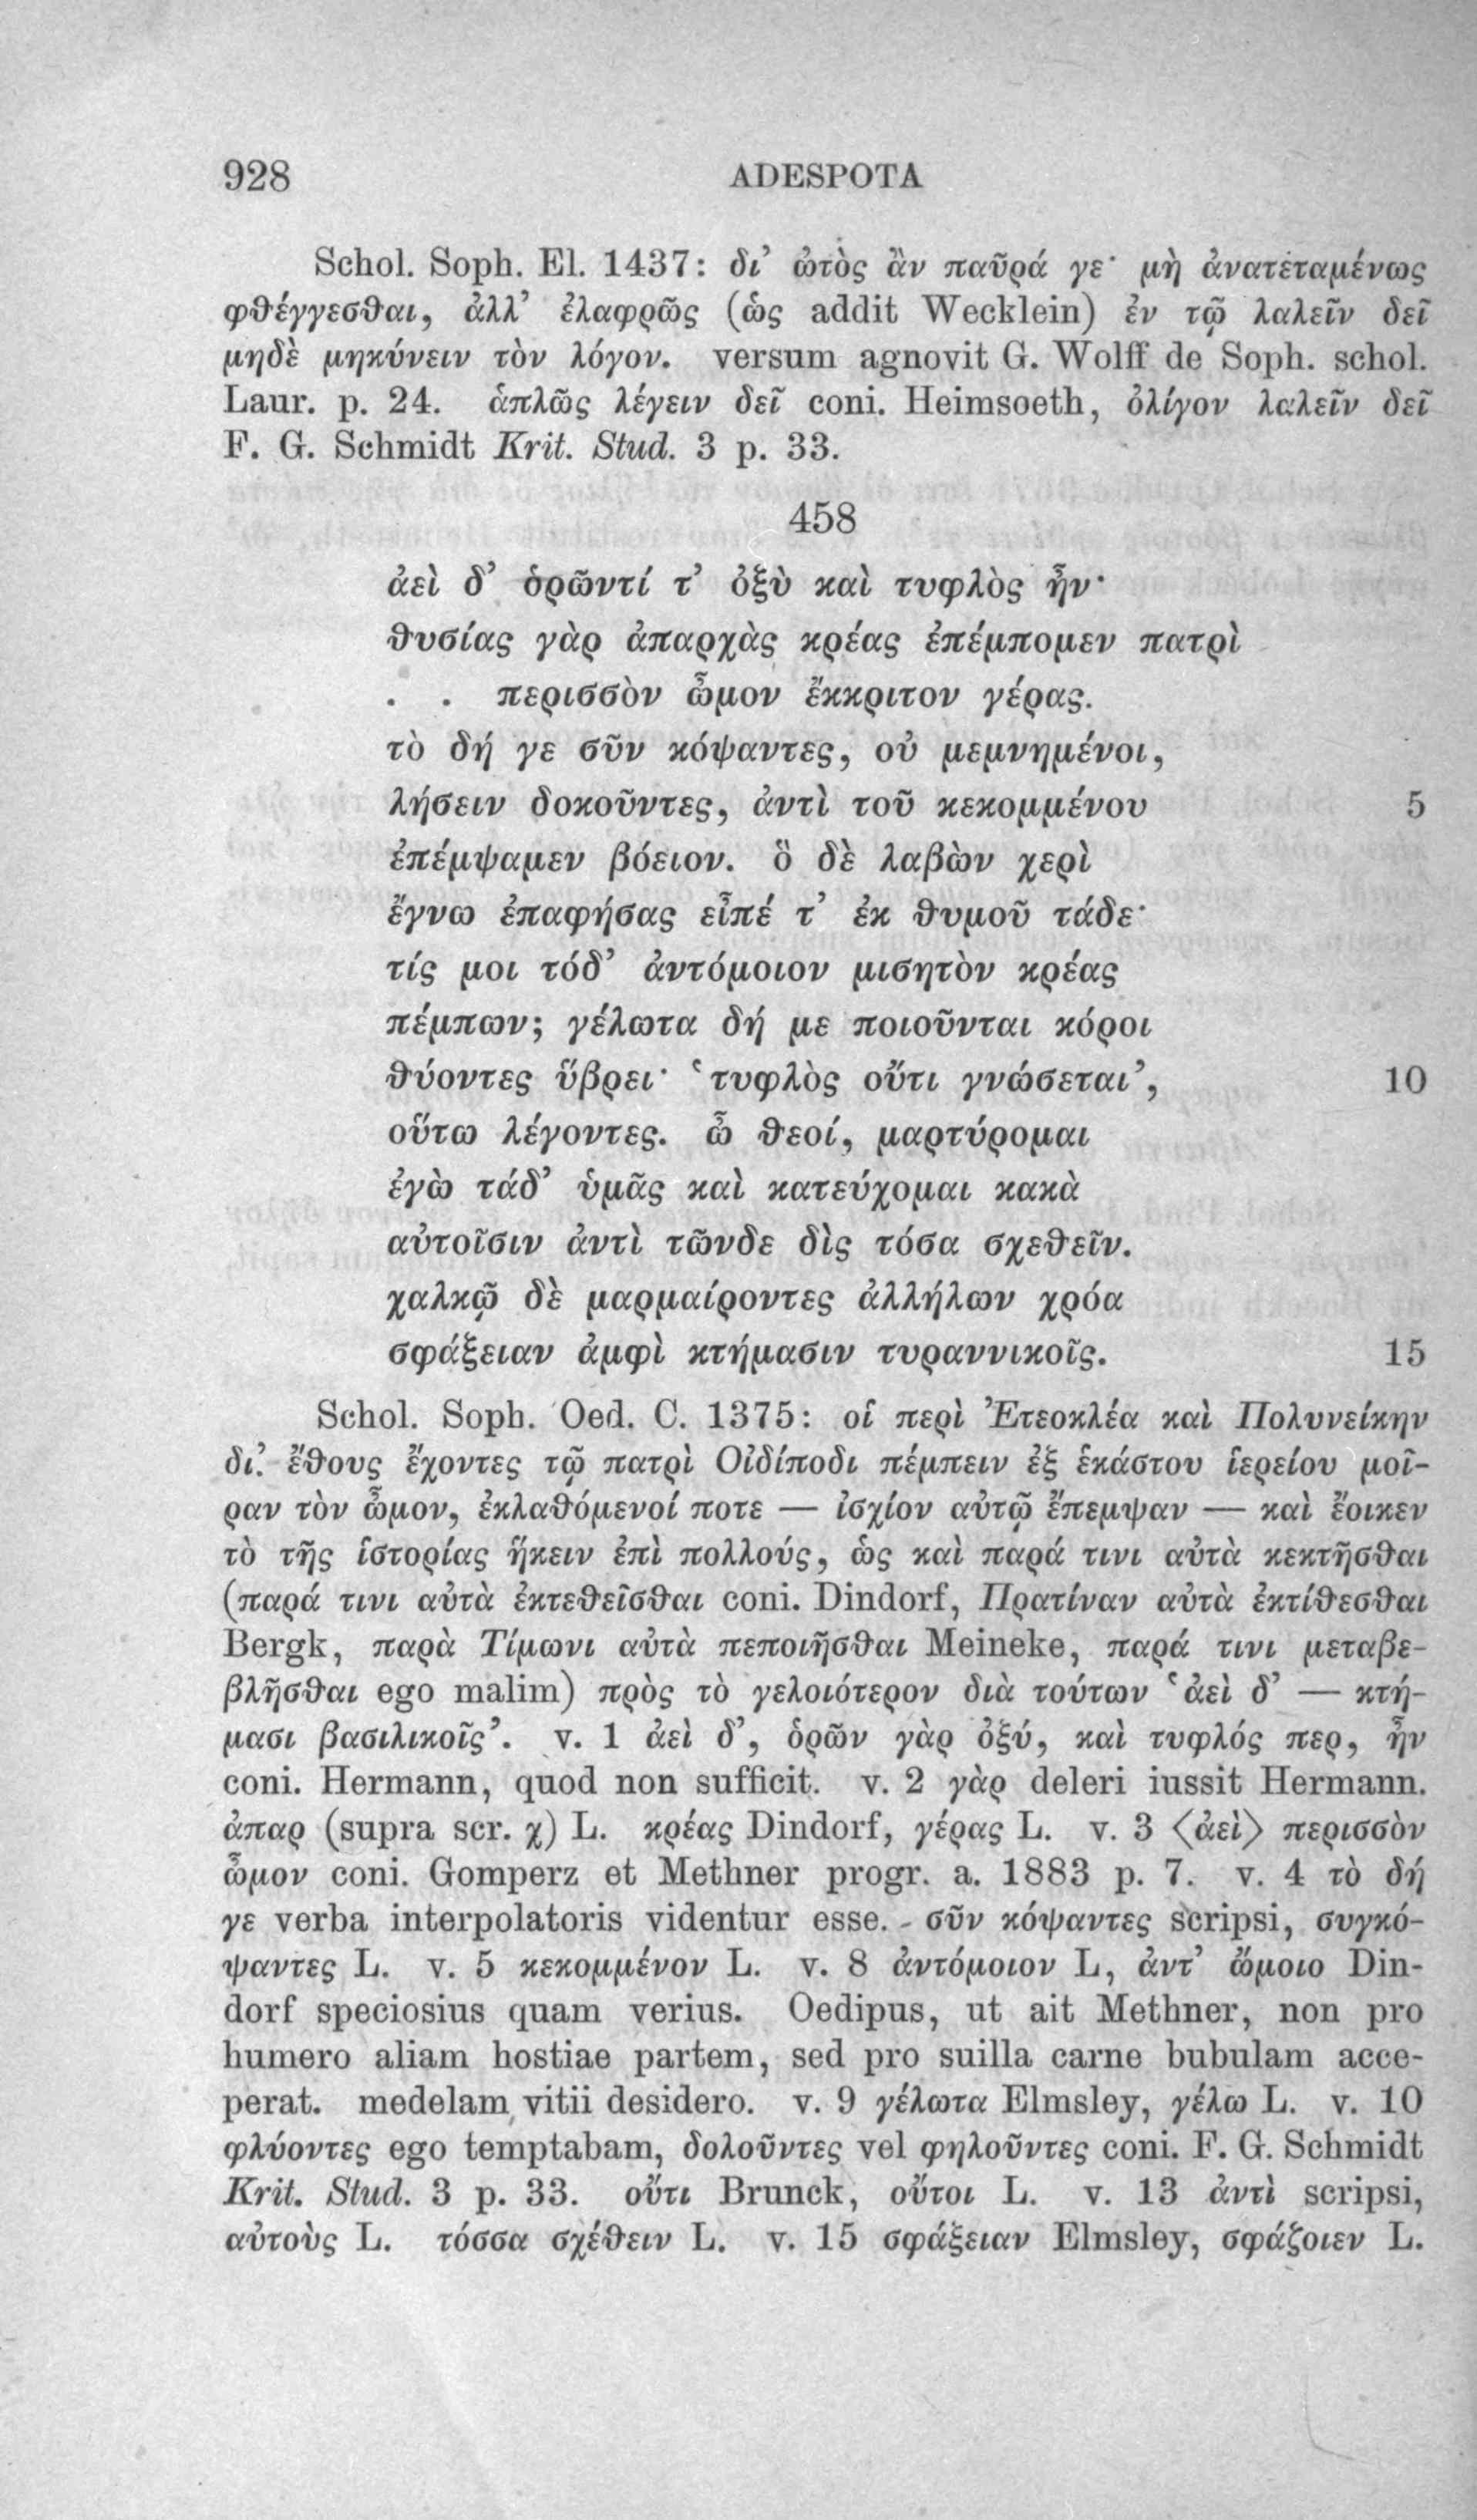 928 ADESPOTA
Schol. Soph. El. 1437: δι’ ὠτὸς ἂν παῦρά γε· μὴ ἀνατεταμένως
φθέγγεσθαι, ἀλλ’ ἐλαφρῶς (ὡς addit Wecklein) ἐν τῷ λαλεῖν δεῖ
μηδὲ μηκύνειν τὸν λόγον. versum agnovit G. Wolff de Soph. schol.
Laur. p. 24. ἁπλῶς λέγειν δεῖ coni. Heimsoeth, ὀλίγον λαλεῖν δεῖ
F. G. Schmidt Krit. Stud. 3 p. 33.
458
ἀεὶ δ’ ὁρῶντί τ’ ὀξὺ καὶ τυφλὸς ἦν·
θυσίας γὰρ ἀπαρχὰς κρέας ἐπέμπομεν πατρὶ
. . περισσὸν ὦμον ἔκκριτον γέρας.
τὸ δή γε σῦν κόψαντες, οὐ μεμνημένοι,
λήσειν δοκοῦντες, ἀντὶ τοῦ κεκομμένου 5
ἐπέμψαμεν βόειον. ὃ δὲ λαβὼν χερὶ
ἔγνω ἐπαφήσας εἶπέ τ’ ἐκ θυμοῦ τάδε·
τίς μοι τόδ’ ἀντόμοιον μισητὸν κρέας
πέμπων; γέλωτα δή με ποιοῦνται κόροι
θύοντες ὕβρει· ‘τυφλὸς οὔτι γνώσεται’, 10
οὕτω λέγοντες. ὦ θεοί, μαρτύρομαι
ἐγὼ τάδ’ ὑμᾶς καὶ κατεύχομαι κακὰ
αὐτοῖσιν ἀντὶ τῶνδε δὶς τόσα σχεθεῖν.
χαλκῷ δὲ μαρμαίροντες ἀλλήλων χρόα
σφάξειαν ἀμφὶ κτήμασιν τυραννικοῖς. 15
Schol. Soph. Oed. C. 1375: οἱ περὶ Ἐτεοκλέα καὶ Πολυνείκην
δι’ ἔθους ἔχοντες τῷ πατρὶ Οἰδίποδι πέμπειν ἐξ ἑκάστου ἱερείου μοῖ-
ραν τὸν ὦμον, ἐκλαθόμενοί ποτε — ἰσχίον αὐτῷ ἔπεμψαν — καὶ ἔοικεν
τὸ τῆς ἱστορίας ἥκειν ἐπὶ πολλούς, ὡς καὶ παρά τινι αὐτὰ κεκτῆσθαι
(παρά τινι αὐτὰ ἐκτεθεῖσθαι coni. Dindorf, Πρατίναν αὐτὰ ἐκτίθεσθαι
Bergk, παρὰ Τίμωνι αὐτὰ πεποιῆσθαι Meineke, παρά τινι μεταβε-
βλῆσθαι ego malim) πρὸς τὸ γελοιότερον διὰ τούτων ‘ἀεὶ δ’ — κτή-
μασι βασιλικοῖς’. v. 1 ἀεὶ δ’, ὁρῶν γὰρ ὀξύ, καὶ τυφλός περ, ἦν
coni. Hermann, quod non sufficit. v. 2 γὰρ deleri iussit Hermann.
ἀπαρ (supra scr. χ) L. κρέας Dindorf, γέρας L. v. 3 ⟨ἀεὶ⟩ περισσὸν
ὦμον coni. Gomperz et Methner progr. a. 1883 p. 7. v. 4 τὸ δή
γε verba interpolatoris videntur esse. σῦν κόψαντες scripsi, συγκό-
ψαντες L. v. 5 κεκομμένον L. v. 8 ἀντόμοιον L, ἀντ’ ὤμοιο Din-
dorf speciosius quam verius. Oedipus, ut ait Methner, non pro
humero aliam hostiae partem, sed pro suilla carne bubulam acce-
perat. medelam vitii desidero. v. 9 γέλωτα Elmsley, γέλω L. v. 10
φλύοντες ego temptabam, δολοῦντες vel φηλοῦντες coni. F. G. Schmidt
Krit. Stud. 3 p. 33. οὔτι Brunck, οὔτοι L. v. 13 ἀντὶ scripsi,
αὐτοὺς L. τόσσα σχέθειν L. v. 15 σφάξειαν Elmsley, σφάζοιεν L.